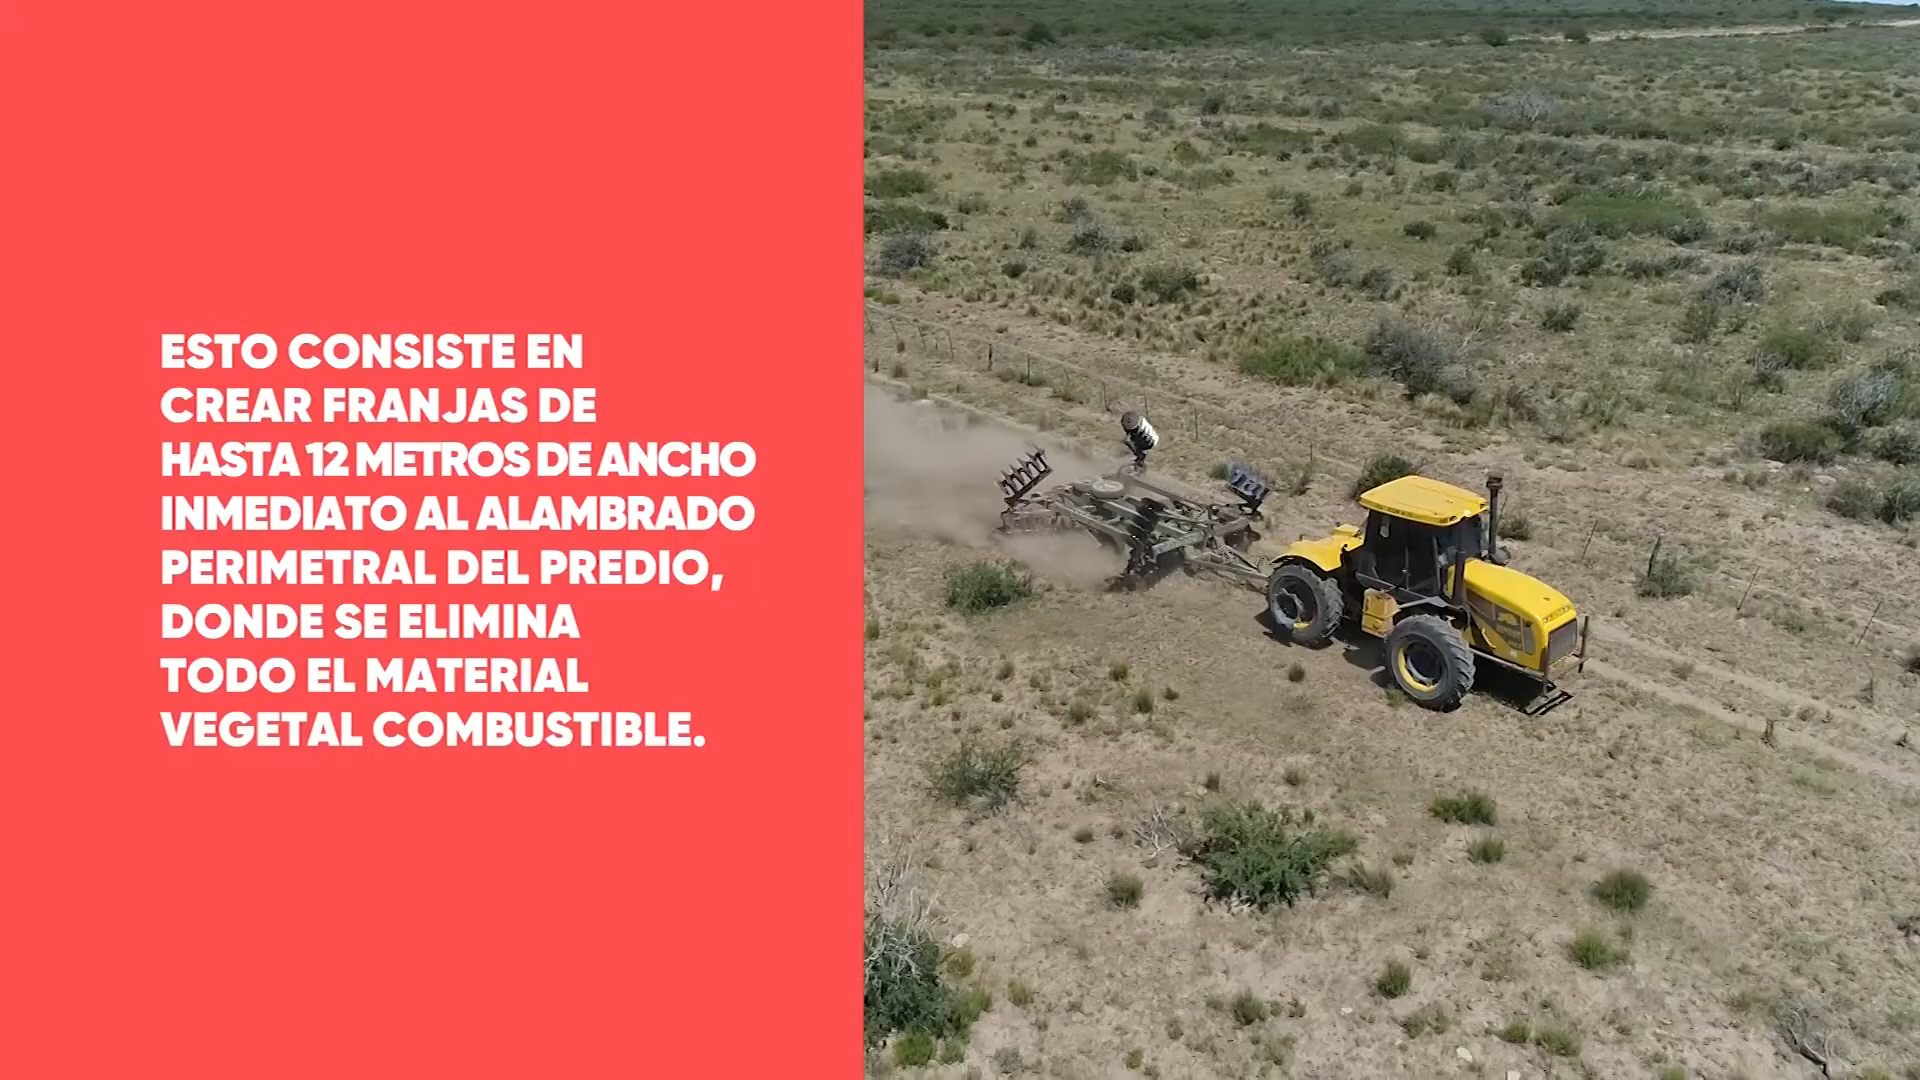 ESTO CONSISTE EN
CREAR FRANJAS DE
HASTA 12 METROS DE ANCHO
INMEDIATO AL ALAMBRADO
PERIMETRAL DEL PREDIO,
DONDE SE ELIMINA
TODO EL MATERIAL
VEGETAL COMBUSTIBLE.